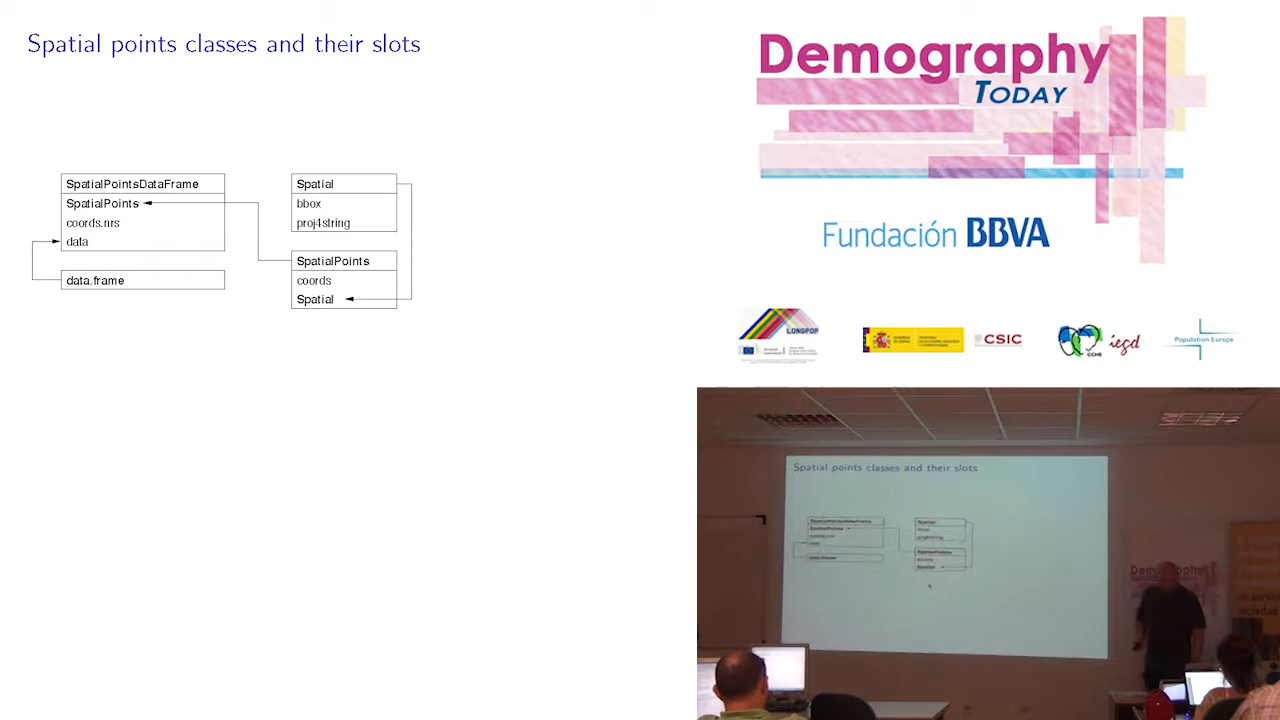 Spatial points classes and their slots
SpatialPointsDataFrame
SpatialPoints
coords.nrs
data
data.frame
Spatial
bbox
proj4string
SpatialPoints
coords
Spatial
Demography
TODAY
Fundación BBVA
LONGPOP
CSIC
CCHS
iegd
Population Europe
Spatial points classes and their slots